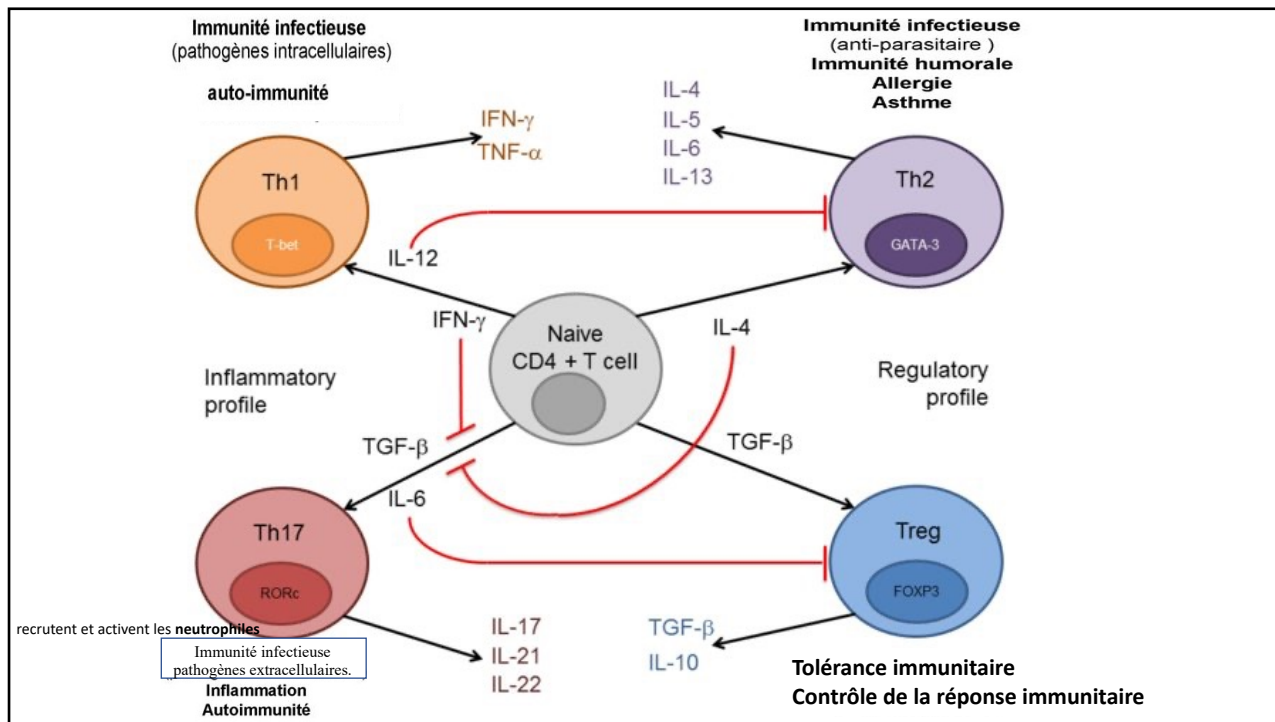 Immunité infectieuse
(pathogènes intracellulaires)
auto-immunité
Immunité infectieuse
(anti-parasitaire )
Immunité humorale
Allergie
Asthme
IFN-γ
TNF-α
IL-4
IL-5
IL-6
IL-13
Th1
T-bet
Th2
GATA-3
IL-12
IFN-γ
Naive
CD4 + T cell
IL-4
Inflammatory
profile
Regulatory
profile
TGF-β
IL-6
TGF-β
Th17
RORc
Treg
FOXP3
recrutent et activent les neutrophiles
Immunité infectieuse
pathogènes extracellulaires.
Inflammation
Autoimmunité
IL-17
IL-21
IL-22
TGF-β
IL-10
Tolérance immunitaire
Contrôle de la réponse immunitaire